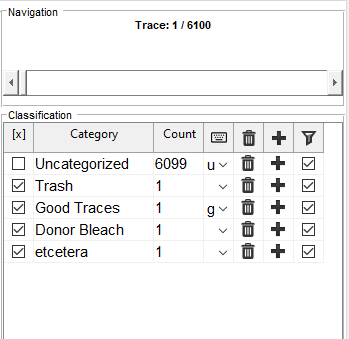 Navigation
Trace: 1 / 6100
Classification
[x] Category Count
Uncategorized 6099 u
Trash 1
Good Traces 1 g
Donor Bleach 1
etcetera 1